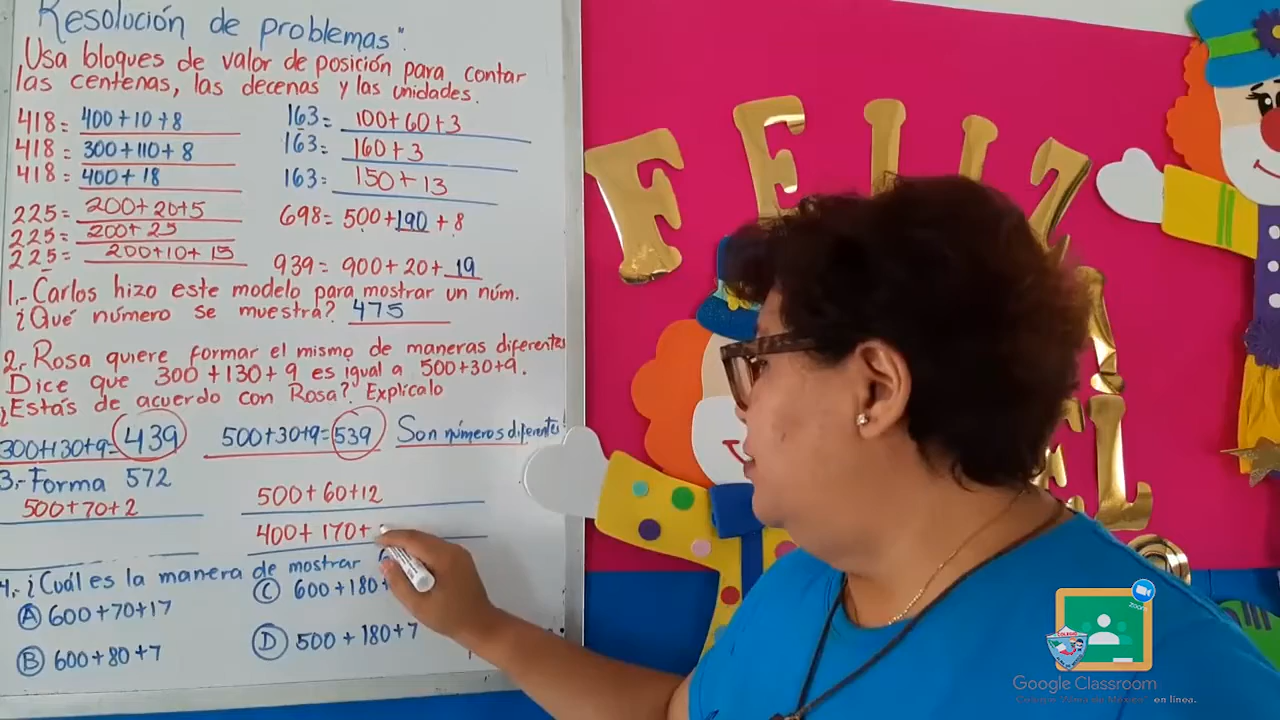 Resolución de problemas".
Usa bloques de valor de posición para contar
las centenas, las decenas y las unidades.
418= 400+10+8
418= 300+110+8
418= 400+18
225= 200+20+5
225= 200+25
225= 200+10+15
163= 100+60+3
163= 160+3
163= 150+13
698= 500+190+8
939= 900+20+19
1.- Carlos hizo este modelo para mostrar un núm.
¿Qué número se muestra? 475
2.- Rosa quiere formar el mismo de maneras diferentes
Dice que 300+130+9 es igual a 500+30+9.
¿Estás de acuerdo con Rosa? Explícalo
300+130+9=439 500+30+9=539 Son números diferente
3.- Forma 572
500+70+2 500+60+12
400+170+
4.- ¿Cuál es la manera de mostrar
A 600+70+17
B 600+80+7
C 600+180+
D 500+180+7
FELIZ
zoom
Google Classroom
en línea.